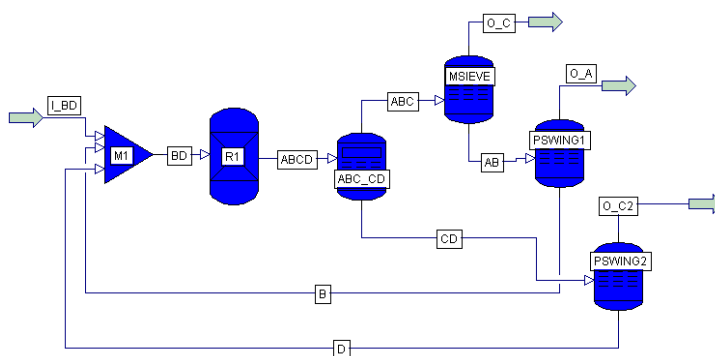 O_C
MSIEVE
O_A
I_BD
ABC
PSWING1
M1
BD
R1
ABCD
AB
ABC_CD
O_C2
CD
PSWING2
B
D